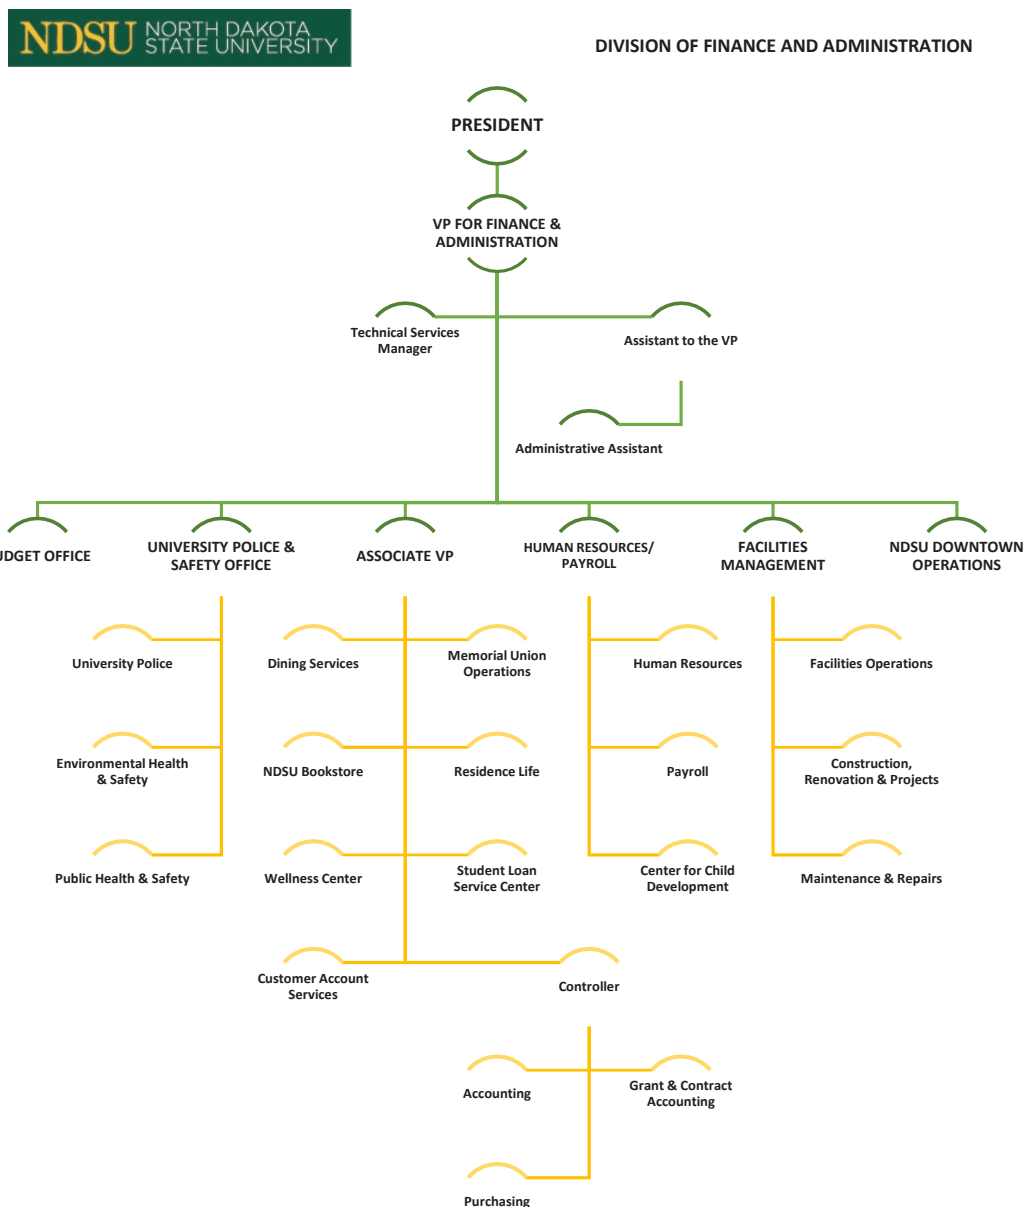 NDSU NORTH DAKOTA
STATE UNIVERSITY
DIVISION OF FINANCE AND ADMINISTRATION
PRESIDENT
VP FOR FINANCE &
ADMINISTRATION
Technical Services
Manager
Assistant to the VP
Administrative Assistant
UDGET OFFICE
UNIVERSITY POLICE &
SAFETY OFFICE
ASSOCIATE VP
HUMAN RESOURCES/
PAYROLL
FACILITIES
MANAGEMENT
NDSU DOWNTOWN
OPERATIONS
University Police
Dining Services
Memorial Union
Operations
Human Resources
Facilities Operations
Environmental Health
& Safety
NDSU Bookstore
Residence Life
Payroll
Construction,
Renovation & Projects
Public Health & Safety
Wellness Center
Student Loan
Service Center
Center for Child
Development
Maintenance & Repairs
Customer Account
Services
Controller
Accounting
Grant & Contract
Accounting
Purchasing